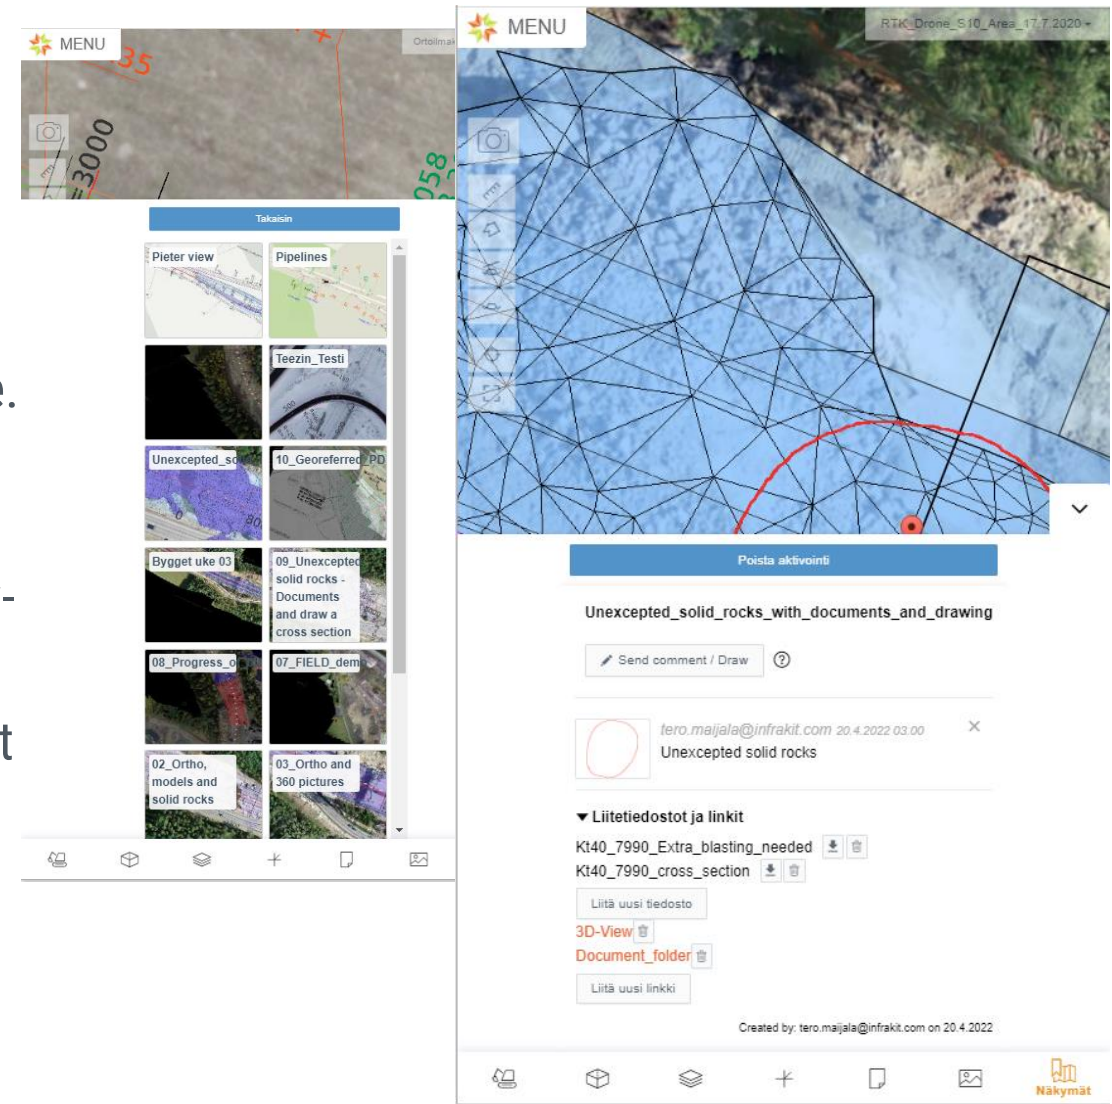 MENU
35
Ortoilmak
=3000
058
Takaisin
Pieter view
Pipelines
Teezin_Testi
Unexcepted_so
10_Georeferred_PD
Bygget uke 03
09_Unexcepted
solid rocks -
Documents
and draw a
cross section
08_Progress_o
07_FIELD_dem
02_Ortho,
models and
solid rocks
03_Ortho and
360 pictures
e.
-
t
MENU
RTK_Drone_S10_Area_17.7.2020
Poista aktivointi
Unexcepted_solid_rocks_with_documents_and_drawing
Send comment / Draw ?
tero.maijala@infrakit.com 20.4.2022 03.00
Unexcepted solid rocks
Liitetiedostot ja linkit
Kt40_7990_Extra_blasting_needed
Kt40_7990_cross_section
Liitä uusi tiedosto
3D-View
Document_folder
Liitä uusi linkki
Created by: tero.maijala@infrakit.com on 20.4.2022
Näkymät